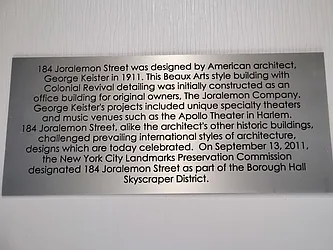 184 Joralemon Street was designed by American architect,
George Keister in 1911. This Beaux Arts style building with
Colonial Revival detailing was initially constructed as an
office building for original owners, The Joralemon Company.
George Keister's projects included unique specialty theaters
and music venues such as the Apollo Theater in Harlem.
184 Joralemon Street, alike the architect's other historic buildings,
challenged prevailing international styles of architecture,
designs which are today celebrated. On September 13, 2011,
the New York City Landmarks Preservation Commission
designated 184 Joralemon Street as part of the Borough Hall
Skyscraper District.